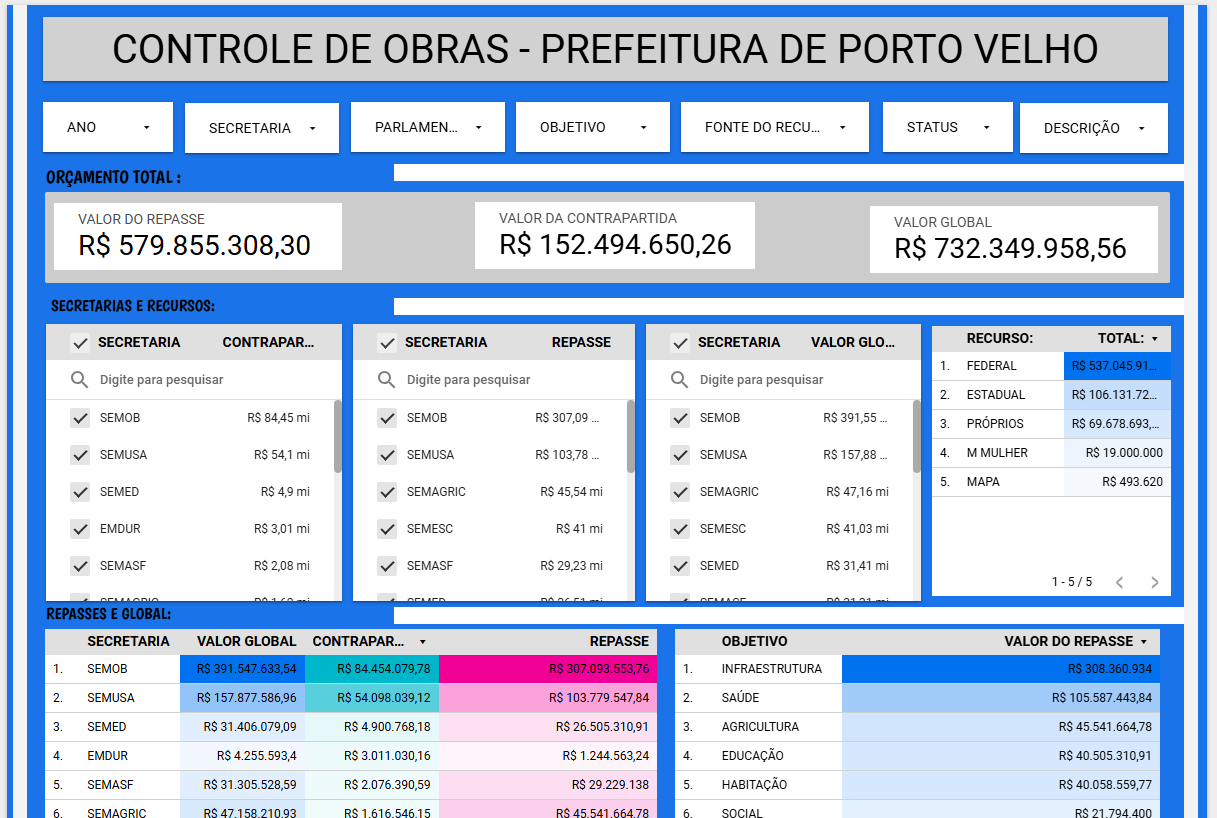 CONTROLE DE OBRAS - PREFEITURA DE PORTO VELHO
ANO SECRETARIA PARLAMEN... OBJETIVO FONTE DO RECU... STATUS DESCRIÇÃO
ORÇAMENTO TOTAL :
VALOR DO REPASSE
R$ 579.855.308,30
VALOR DA CONTRAPARTIDA
R$ 152.494.650,26
VALOR GLOBAL
R$ 732.349.958,56
SECRETARIAS E RECURSOS:
SECRETARIA CONTRAPAR...
Digite para pesquisar
SEMOB R$ 84,45 mi
SEMUSA R$ 54,1 mi
SEMED R$ 4,9 mi
EMDUR R$ 3,01 mi
SEMASF R$ 2,08 mi
SEMAGRIC R$ 1,62 mi
SECRETARIA REPASSE
Digite para pesquisar
SEMOB R$ 307,09 ...
SEMUSA R$ 103,78 ...
SEMAGRIC R$ 45,54 mi
SEMESC R$ 41 mi
SEMASF R$ 29,23 mi
SEMED R$ 26,51 mi
SECRETARIA VALOR GLO...
Digite para pesquisar
SEMOB R$ 391,55 ...
SEMUSA R$ 157,88 ...
SEMAGRIC R$ 47,16 mi
SEMESC R$ 41,03 mi
SEMED R$ 31,41 mi
SEMASF R$ 31,31 mi
RECURSO: TOTAL:
1. FEDERAL R$ 537.045.91...
2. ESTADUAL R$ 106.131.72...
3. PRÓPRIOS R$ 69.678.693,...
4. M MULHER R$ 19.000.000
5. MAPA R$ 493.620
1 - 5 / 5
REPASSES E GLOBAL:
SECRETARIA VALOR GLOBAL CONTRAPAR... REPASSE
1. SEMOB R$ 391.547.633,54 R$ 84.454.079,78 R$ 307.093.553,76
2. SEMUSA R$ 157.877.586,96 R$ 54.098.039,12 R$ 103.779.547,84
3. SEMED R$ 31.406.079,09 R$ 4.900.768,18 R$ 26.505.310,91
4. EMDUR R$ 4.255.593,4 R$ 3.011.030,16 R$ 1.244.563,24
5. SEMASF R$ 31.305.528,59 R$ 2.076.390,59 R$ 29.229.138
6. SEMAGRIC R$ 47.158.210,93 R$ 1.616.546,15 R$ 45.541.664,78
OBJETIVO VALOR DO REPASSE
1. INFRAESTRUTURA R$ 308.360.934
2. SAÚDE R$ 105.587.443,84
3. AGRICULTURA R$ 45.541.664,78
4. EDUCAÇÃO R$ 40.505.310,91
5. HABITAÇÃO R$ 40.058.559,77
6. SOCIAL R$ 21.794.400